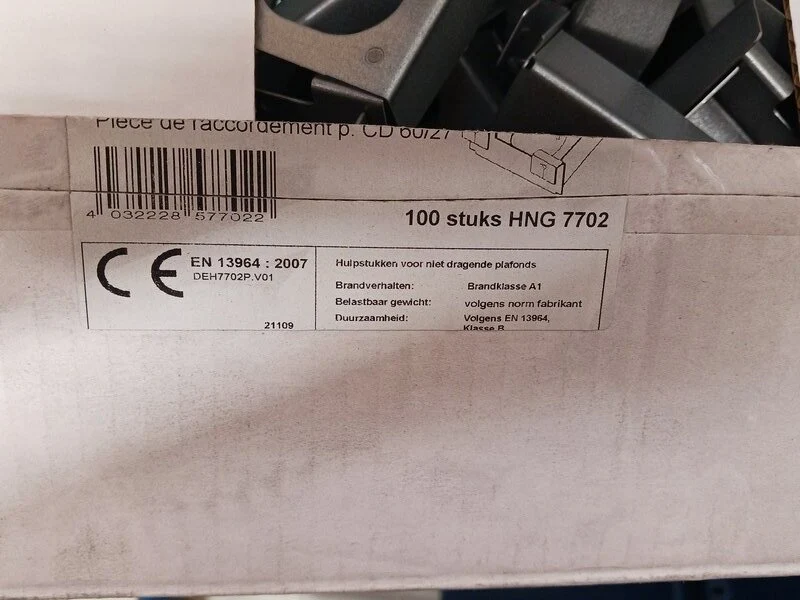 Pièce de raccordement p. CD 60/27
4 032228 577022
100 stuks HNG 7702
CE EN 13964 : 2007
DEH7702P.V01
21109
Hulpstukken voor niet dragende plafonds
Brandverhalten: Brandklasse A1
Belastbaar gewicht: volgens norm fabrikant
Duurzaamheid: Volgens EN 13964,
Klasse B